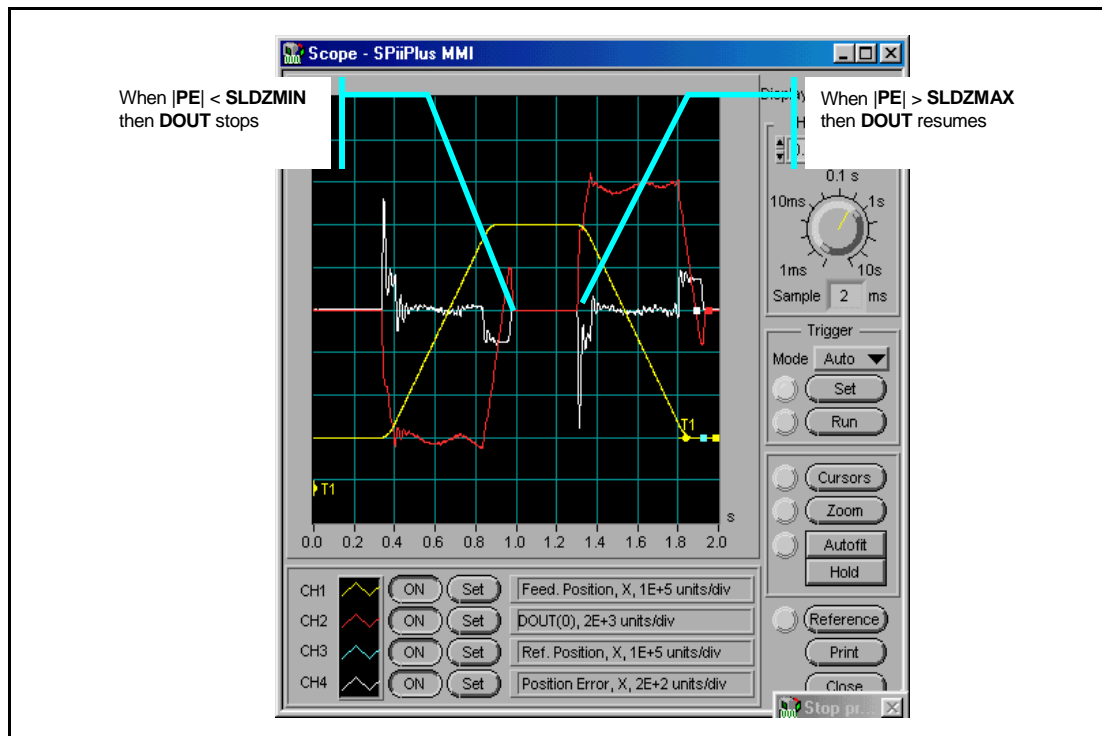 Scope - SPiiPlus MMI
When |PE| < SLDZMIN
then DOUT stops
When |PE| > SLDZMAX
then DOUT resumes
0.1 s
10ms
1s
1ms
10s
Sample 2 ms
Trigger
Mode Auto
Set
Run
T1
T1
s
0.0 0.2 0.4 0.6 0.8 1.0 1.2 1.4 1.6 1.8 2.0
Cursors
Zoom
Autofit
Hold
CH1 ON Set Feed. Position, X, 1E+5 units/div
CH2 ON Set DOUT(0), 2E+3 units/div
CH3 ON Set Ref. Position, X, 1E+5 units/div
CH4 ON Set Position Error, X, 2E+2 units/div
Reference
Print
Close
Stop pr...